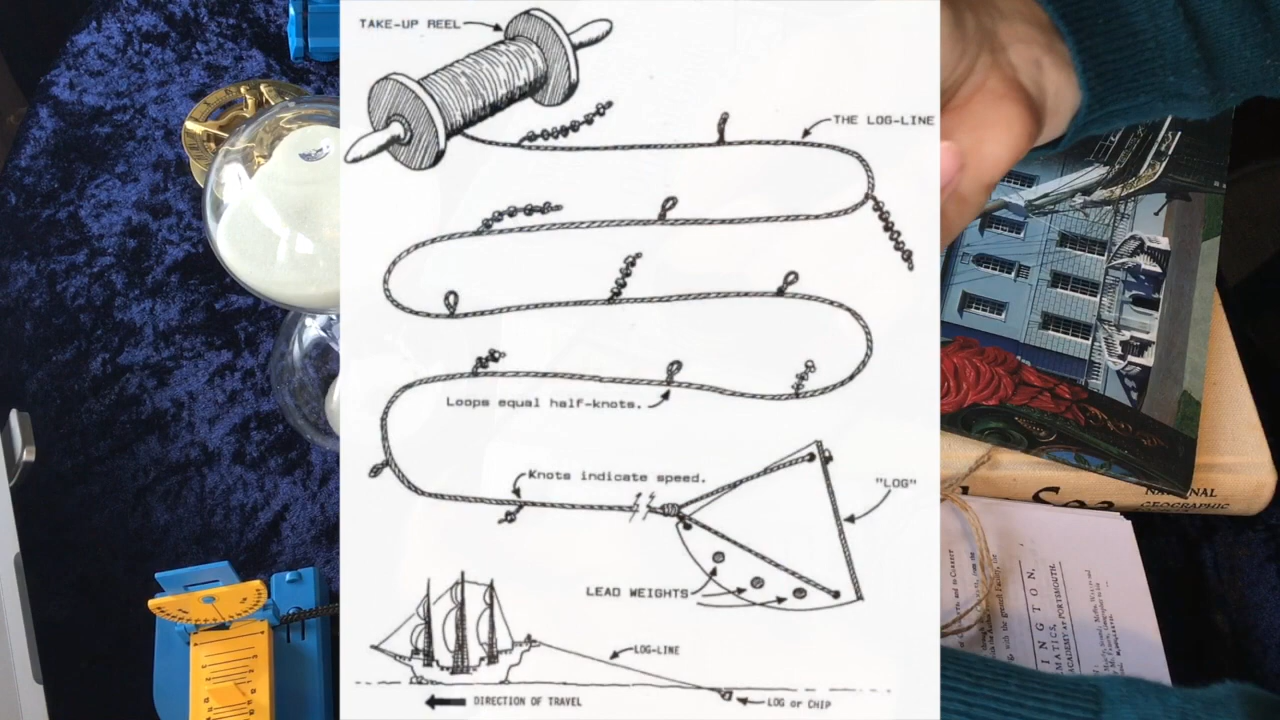 TAKE-UP REEL
THE LOG-LINE
Loops equal half-knots.
Knots indicate speed.
"LOG"
LEAD WEIGHTS
LOG-LINE
DIRECTION OF TRAVEL
LOG or CHIP
Sea
NATIONAL
GEOGRAPHIC
INGTON,
MATICS,
ACADEMY AT PORTSMOUTH.